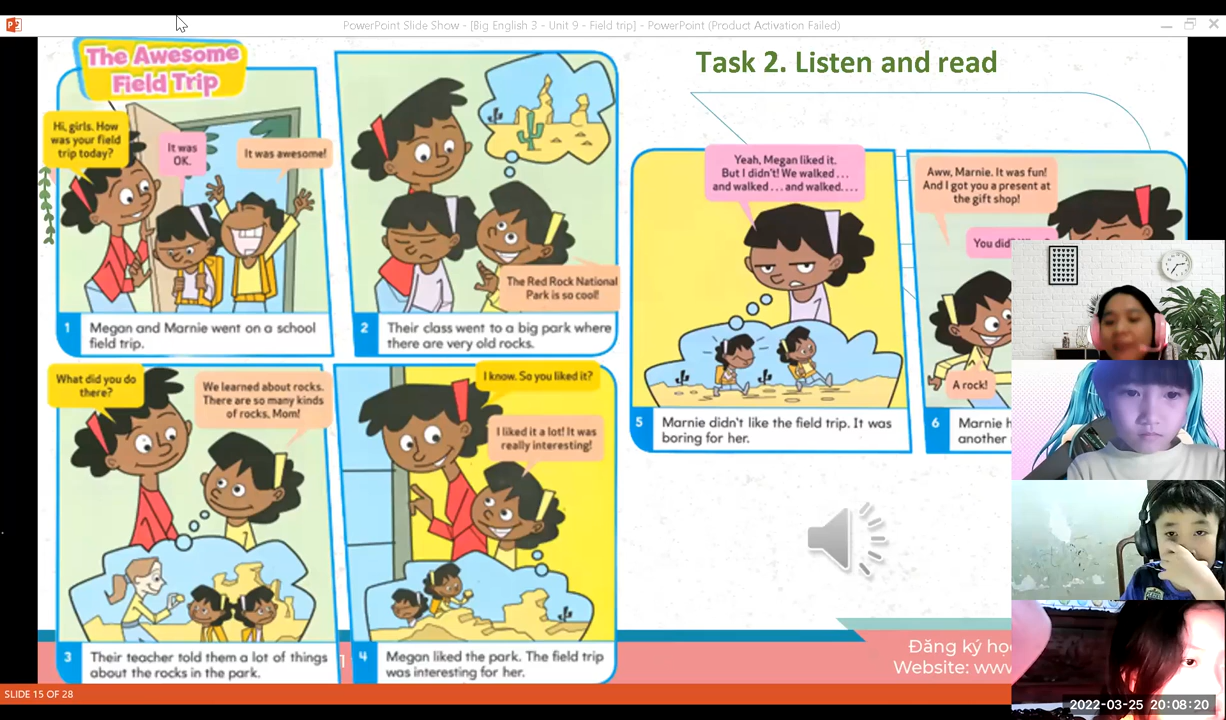 PowerPoint Slide Show - [Big English 3 - Unit 9 - Field trip] - PowerPoint (Product Activation Failed)
The Awesome
Field Trip
Hi, girls. How
was your field
trip today?
It was
OK.
It was awesome!
1 Megan and Marnie went on a school
field trip.
The Red Rock National
Park is so cool!
2 Their class went to a big park where
there are very old rocks.
What did you do
there?
We learned about rocks.
There are so many kinds
of rocks, Mom!
3 Their teacher told them a lot of things
about the rocks in the park.
I know. So you liked it?
I liked it a lot! It was
really interesting!
4 Megan liked the park. The field trip
was interesting for her.
Task 2. Listen and read
Yeah, Megan liked it.
But I didn't! We walked ...
and walked ... and walked....
5 Marnie didn't like the field trip. It was
boring for her.
Aww, Marnie. It was fun!
And I got you a present at
the gift shop!
You did
A rock!
6 Marnie
another
Đăng ký
Website:
SLIDE 15 OF 28
2022-03-25 20:08:20